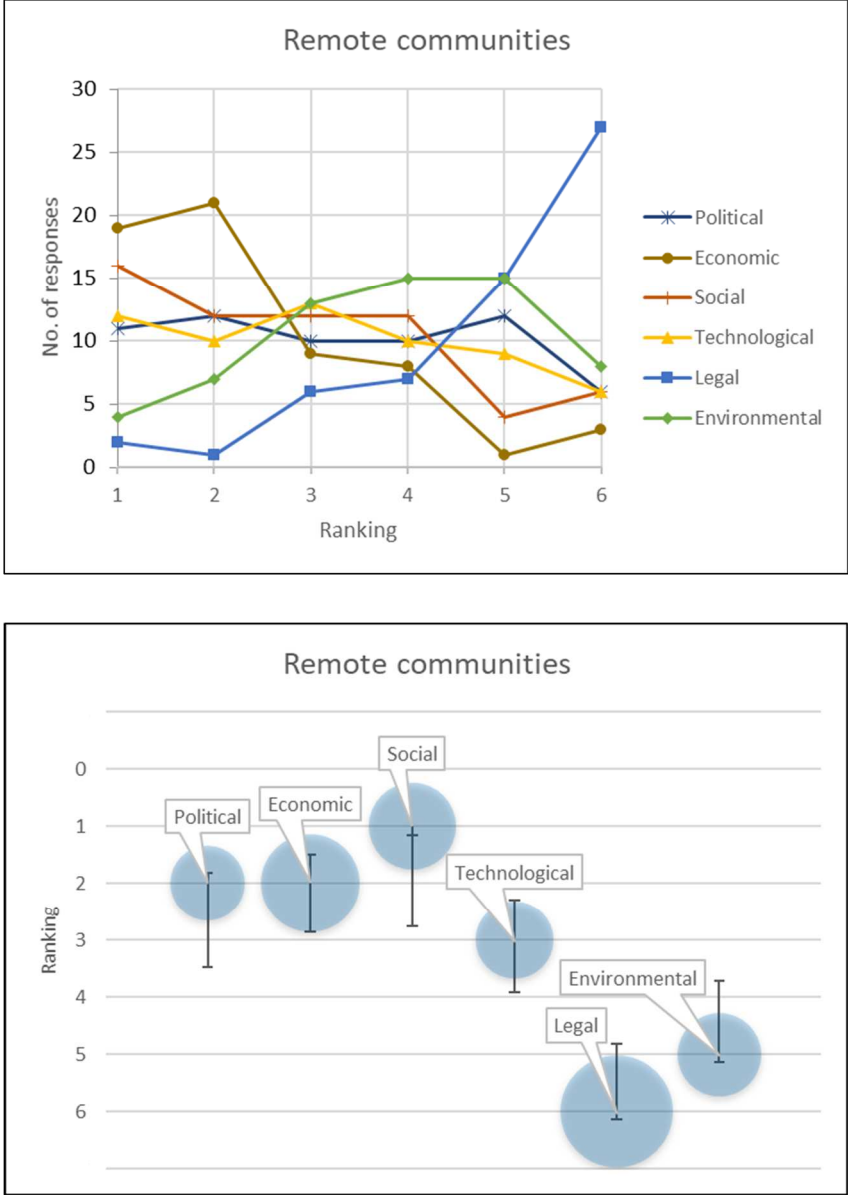 Remote communities
30
25
20
15
10
5
0
No. of responses
1 2 3 4 5 6
Ranking
Political
Economic
Social
Technological
Legal
Environmental
Remote communities
0
1
2
3
4
5
6
Ranking
Social
Economic
Political
Technological
Environmental
Legal